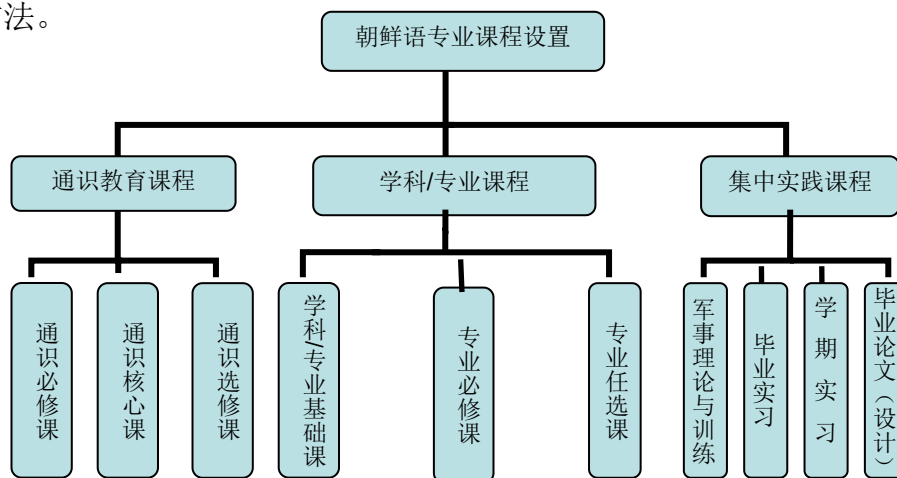 法。
朝鲜语专业课程设置
通识教育课程
学科/专业课程
集中实践课程
通识必修课
通识核心课
通识选修课
学科/专业基础课
专业必修课
专业任选课
军事理论与训练
毕业实习
学期实习
毕业论文（设计）